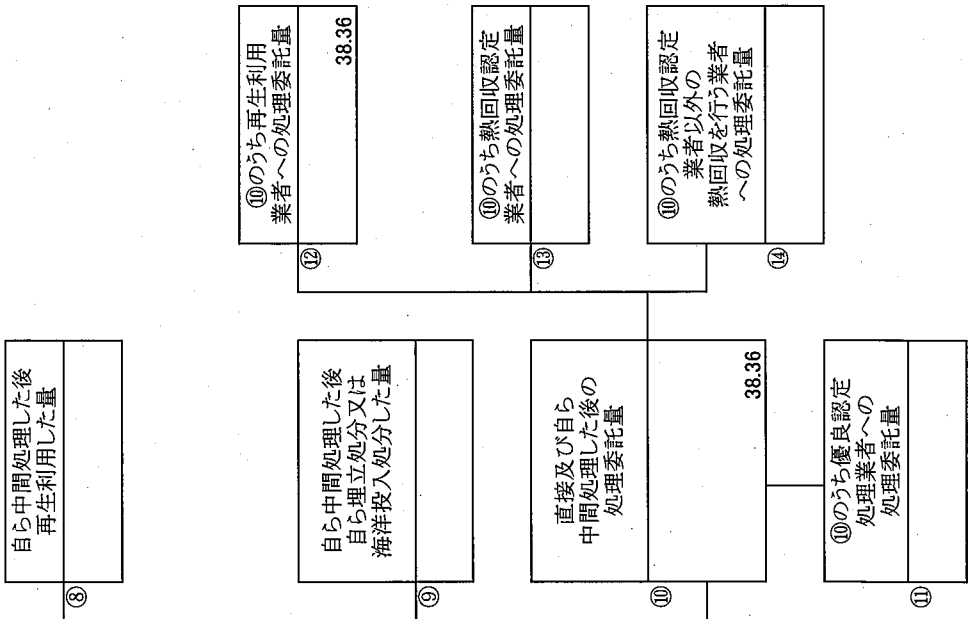 ⑧
自ら中間処理した後
再生利用した量
⑨
自ら中間処理した後
自ら埋立処分又は
海洋投入処分した量
⑩
直接及び自ら
中間処理した後の
処理委託量
38.36
⑪
⑩のうち優良認定
処理業者への
処理委託量
⑫
⑩のうち再生利用
業者への処理委託量
38.36
⑬
⑩のうち熱回収認定
業者への処理委託量
⑭
⑩のうち熱回収認定
業者以外の
熱回収を行う業者
への処理委託量